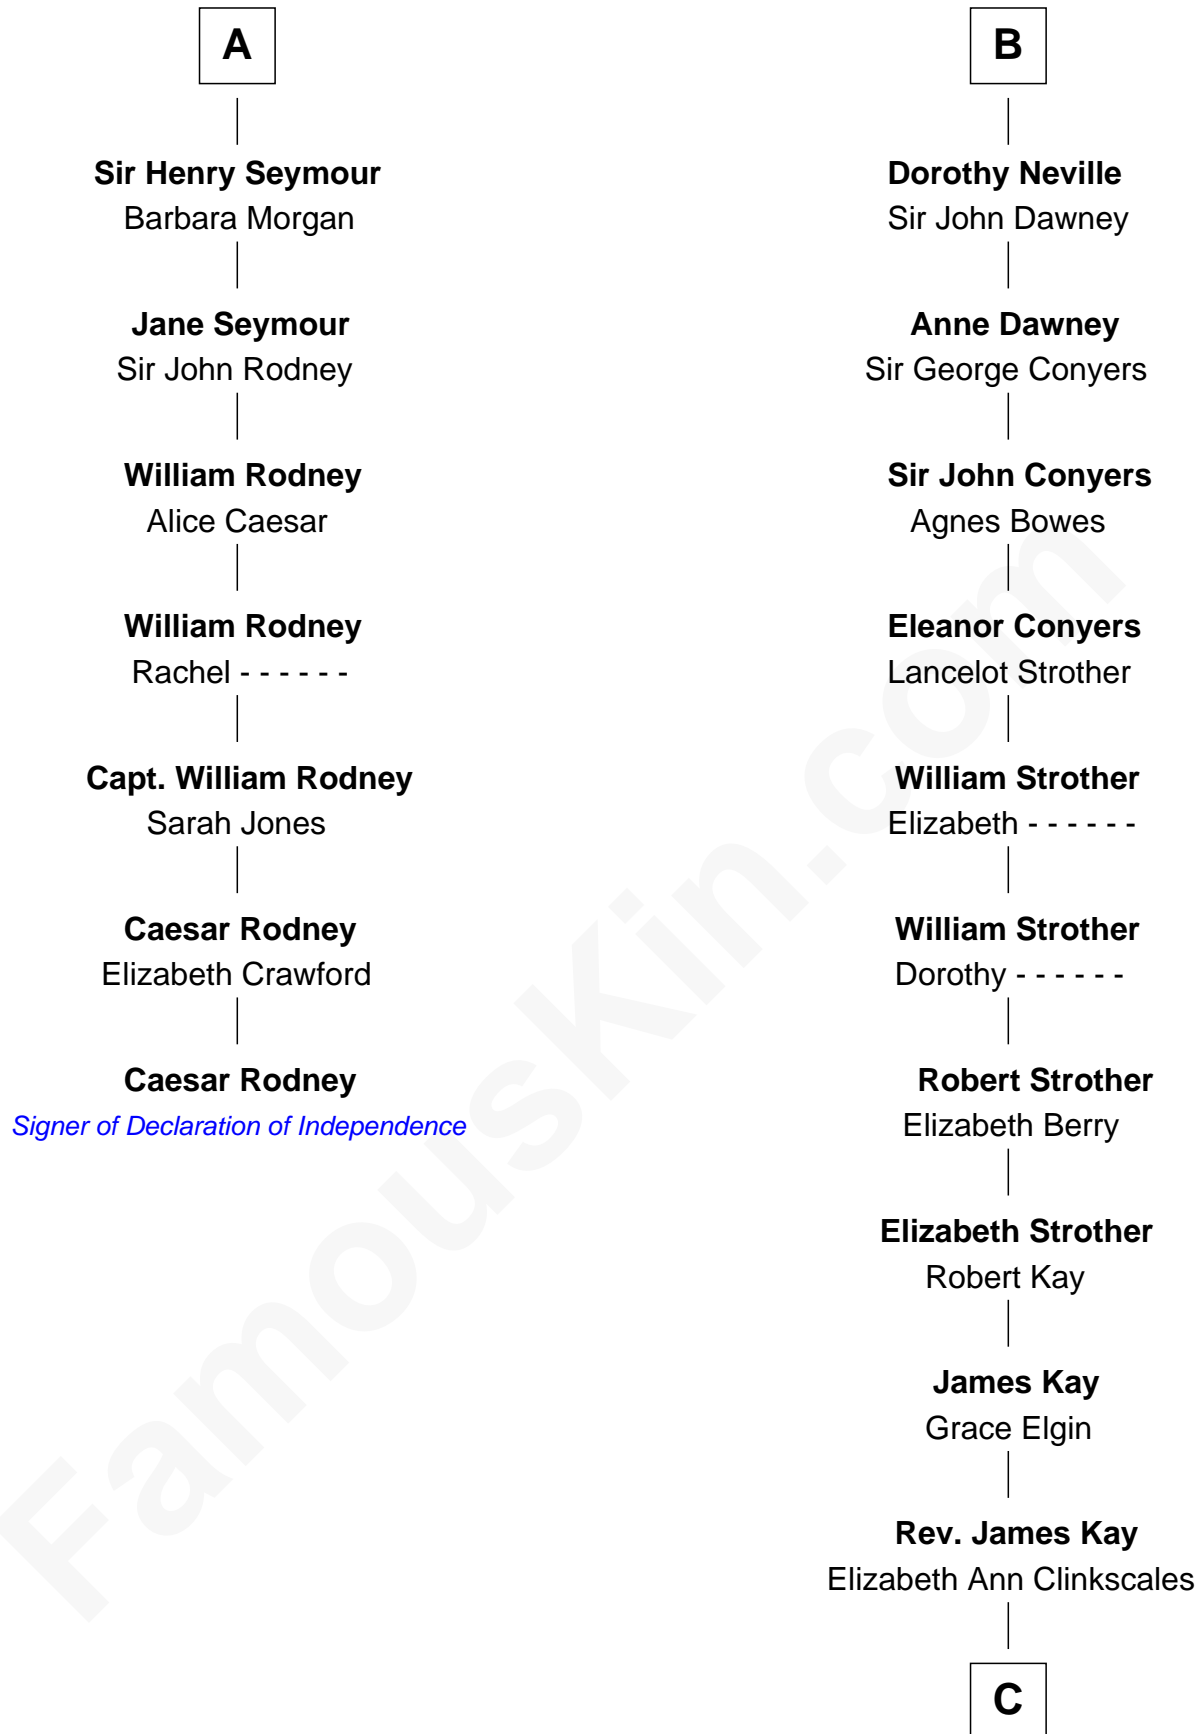 A
Sir Henry Seymour
Barbara Morgan
Jane Seymour
Sir John Rodney
William Rodney
Alice Caesar
William Rodney
Rachel - - - - - -
Capt. William Rodney
Sarah Jones
Caesar Rodney
Elizabeth Crawford
Caesar Rodney
Signer of Declaration of Independence
B
Dorothy Neville
Sir John Dawney
Anne Dawney
Sir George Conyers
Sir John Conyers
Agnes Bowes
Eleanor Conyers
Lancelot Strother
William Strother
Elizabeth - - - - - -
William Strother
Dorothy - - - - - -
Robert Strother
Elizabeth Berry
Elizabeth Strother
Robert Kay
James Kay
Grace Elgin
Rev. James Kay
Elizabeth Ann Clinkscales
C
FamousKin.com